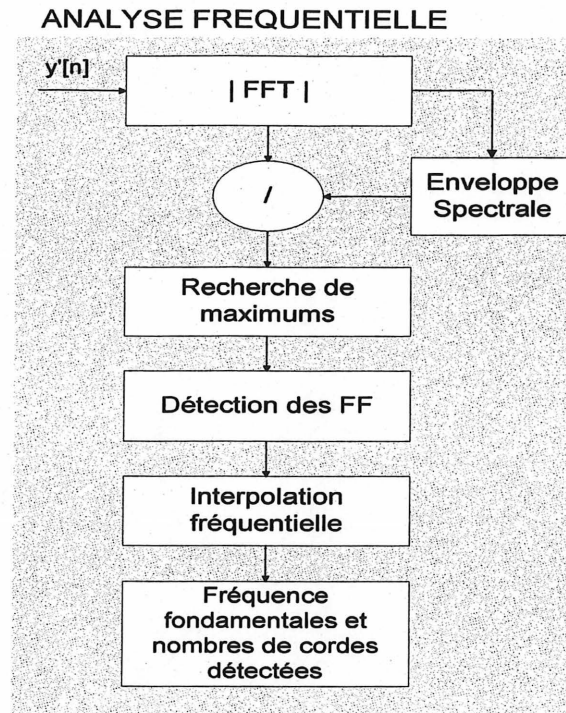 ANALYSE FREQUENTIELLE
y'[n]
| FFT |
/
Enveloppe
Spectrale
Recherche de
maximums
Détection des FF
Interpolation
fréquentielle
Fréquence
fondamentales et
nombres de cordes
détectées